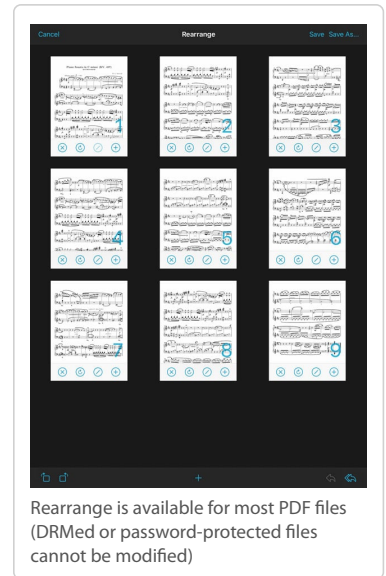 Cancel Rearrange Save Save As...
1 2 3
4 5 6
7 8 9
Rearrange is available for most PDF files
(DRMed or password-protected files
cannot be modified)